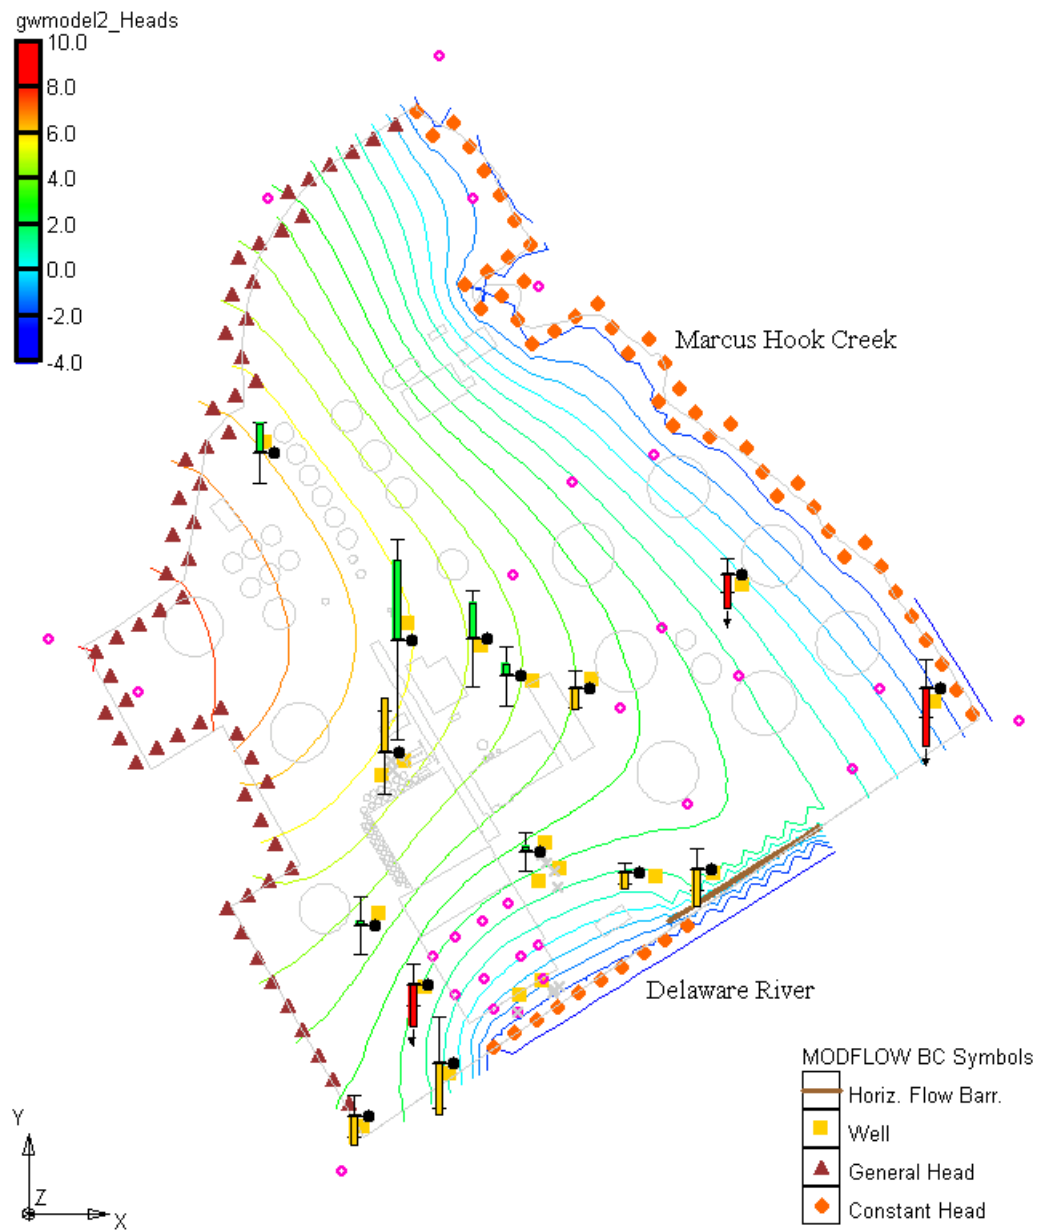 gwmodel2_Heads
10.0
8.0
6.0
4.0
2.0
0.0
-2.0
-4.0
Marcus Hook Creek
Delaware River
MODFLOW BC Symbols
Horiz. Flow Barr.
Well
General Head
Constant Head
Y
Z
X